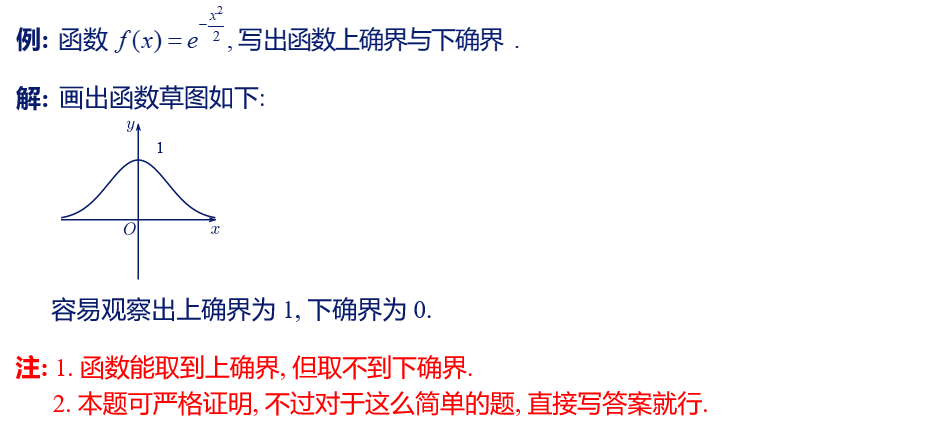 例: 函数 f(x) = e^{-\frac{x^2}{2}}, 写出函数上确界与下确界 .
解: 画出函数草图如下:
y
1
O
x
容易观察出上确界为 1, 下确界为 0.
注: 1. 函数能取到上确界, 但取不到下确界.
2. 本题可严格证明, 不过对于这么简单的题, 直接写答案就行.